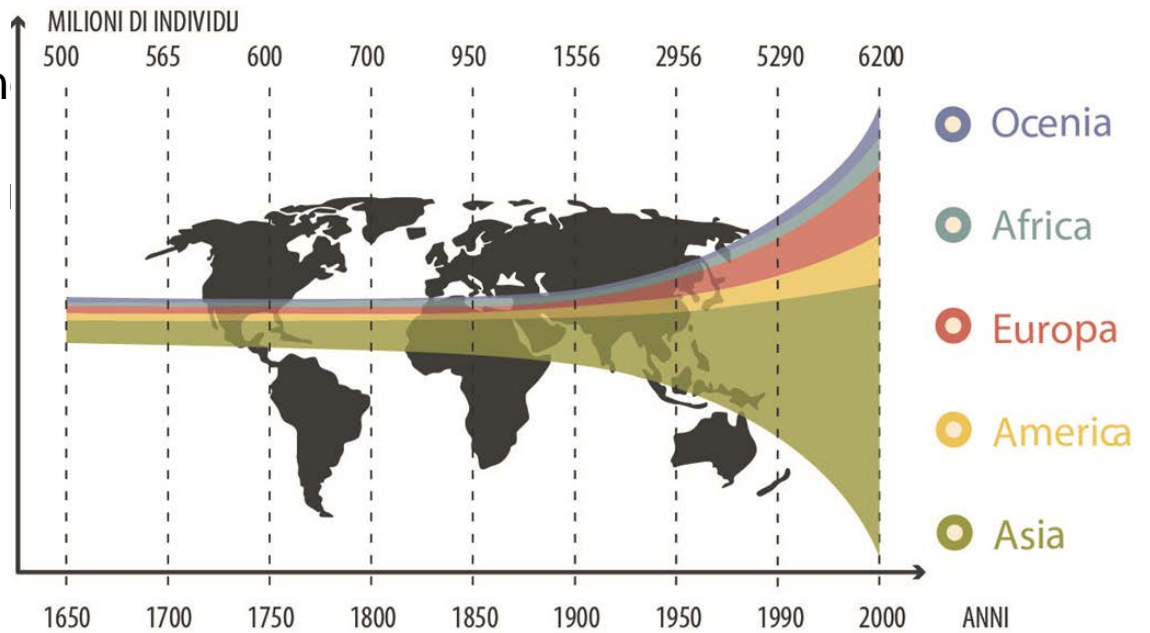 MILIONI DI INDIVIDU
500 565 600 700 950 1556 2956 5290 6200
Ocenia
Africa
Europa
America
Asia
1650 1700 1750 1800 1850 1900 1950 1990 2000 ANNI